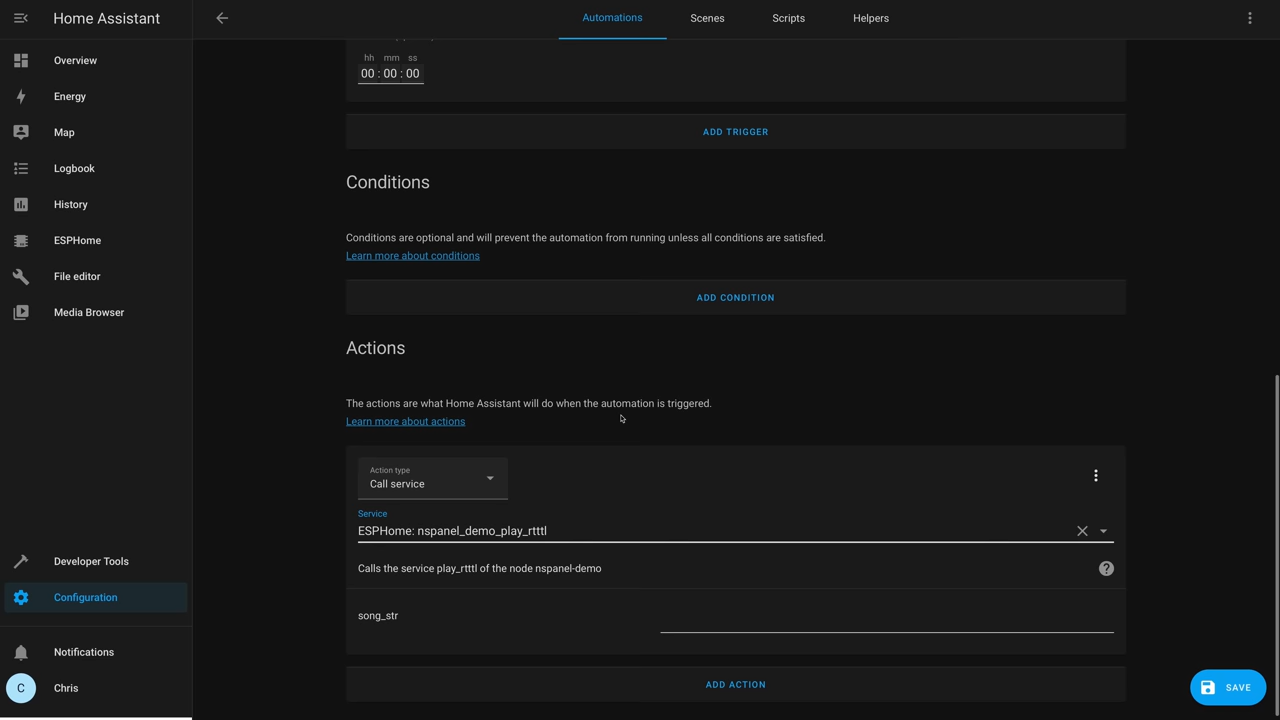 Home Assistant
Automations
Scenes
Scripts
Helpers
Overview
Energy
Map
Logbook
History
ESPHome
File editor
Media Browser
Developer Tools
Configuration
Notifications
C
Chris
hh mm ss
00 : 00 : 00
ADD TRIGGER
Conditions
Conditions are optional and will prevent the automation from running unless all conditions are satisfied.
Learn more about conditions
ADD CONDITION
Actions
The actions are what Home Assistant will do when the automation is triggered.
Learn more about actions
Action type
Call service
Service
ESPHome: nspanel_demo_play_rtttl
Calls the service play_rtttl of the node nspanel-demo
song_str
ADD ACTION
SAVE